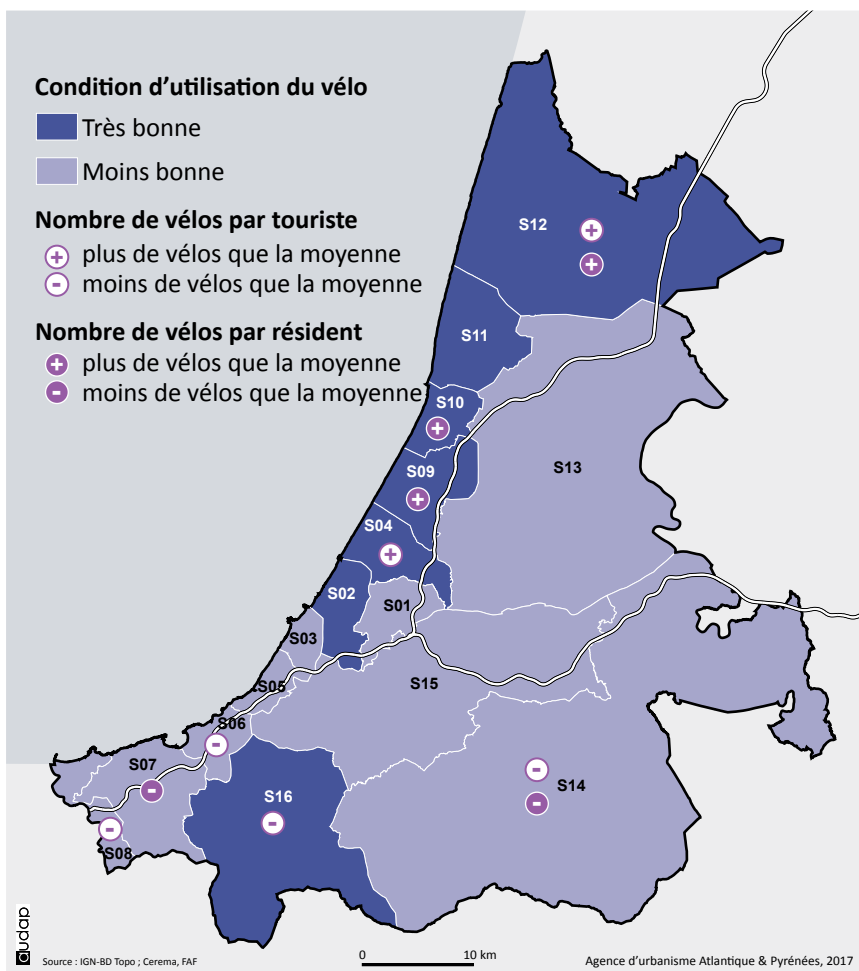 Condition d'utilisation du vélo
Très bonne
Moins bonne
Nombre de vélos par touriste
+ plus de vélos que la moyenne
- moins de vélos que la moyenne
Nombre de vélos par résident
+ plus de vélos que la moyenne
- moins de vélos que la moyenne
S12
+
+
S11
S10
+
S09
+
S13
S04
+
S02
S01
S03
S05
S15
S06
-
S07
-
S16
-
S14
-
-
-
S08
audap
Source : IGN-BD Topo ; Cerema, FAF
0 10 km
Agence d'urbanisme Atlantique & Pyrénées, 2017